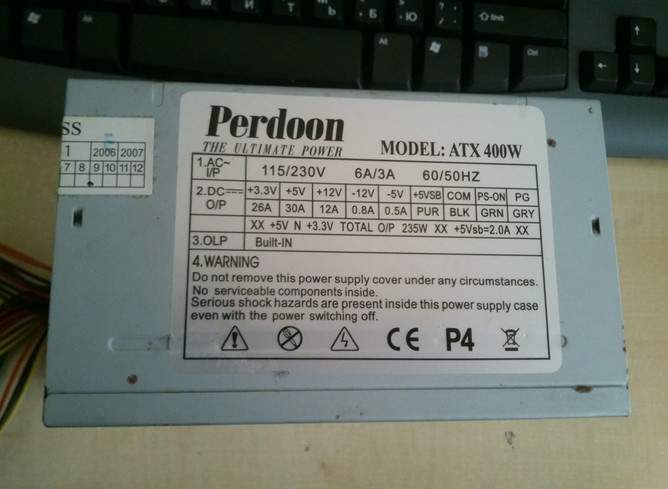 SS
1 2006 2007
7 8 9 10 11 12
Perdoon
THE ULTIMATE POWER
MODEL: ATX 400W
1.AC~ I/P 115/230V 6A/3A 60/50HZ
2.DC O/P +3.3V +5V +12V -12V -5V +5VSB COM PS-ON PG
26A 30A 12A 0.8A 0.5A PUR BLK GRN GRY
XX +5V N +3.3V TOTAL O/P 235W XX +5Vsb=2.0A XX
3.OLP Built-IN
4.WARNING
Do not remove this power supply cover under any circumstances.
No serviceable components inside.
Serious shock hazards are present inside this power supply case
even with the power switching off.
CE P4